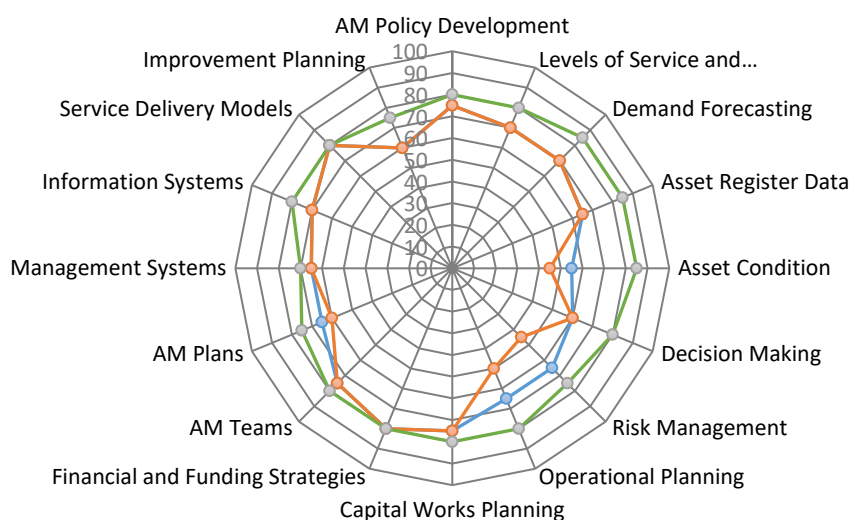 AM Policy Development
Levels of Service and…
Demand Forecasting
Asset Register Data
Asset Condition
Decision Making
Risk Management
Operational Planning
Capital Works Planning
Financial and Funding Strategies
AM Teams
AM Plans
Management Systems
Information Systems
Service Delivery Models
Improvement Planning
100
90
80
70
60
50
40
30
20
10
0